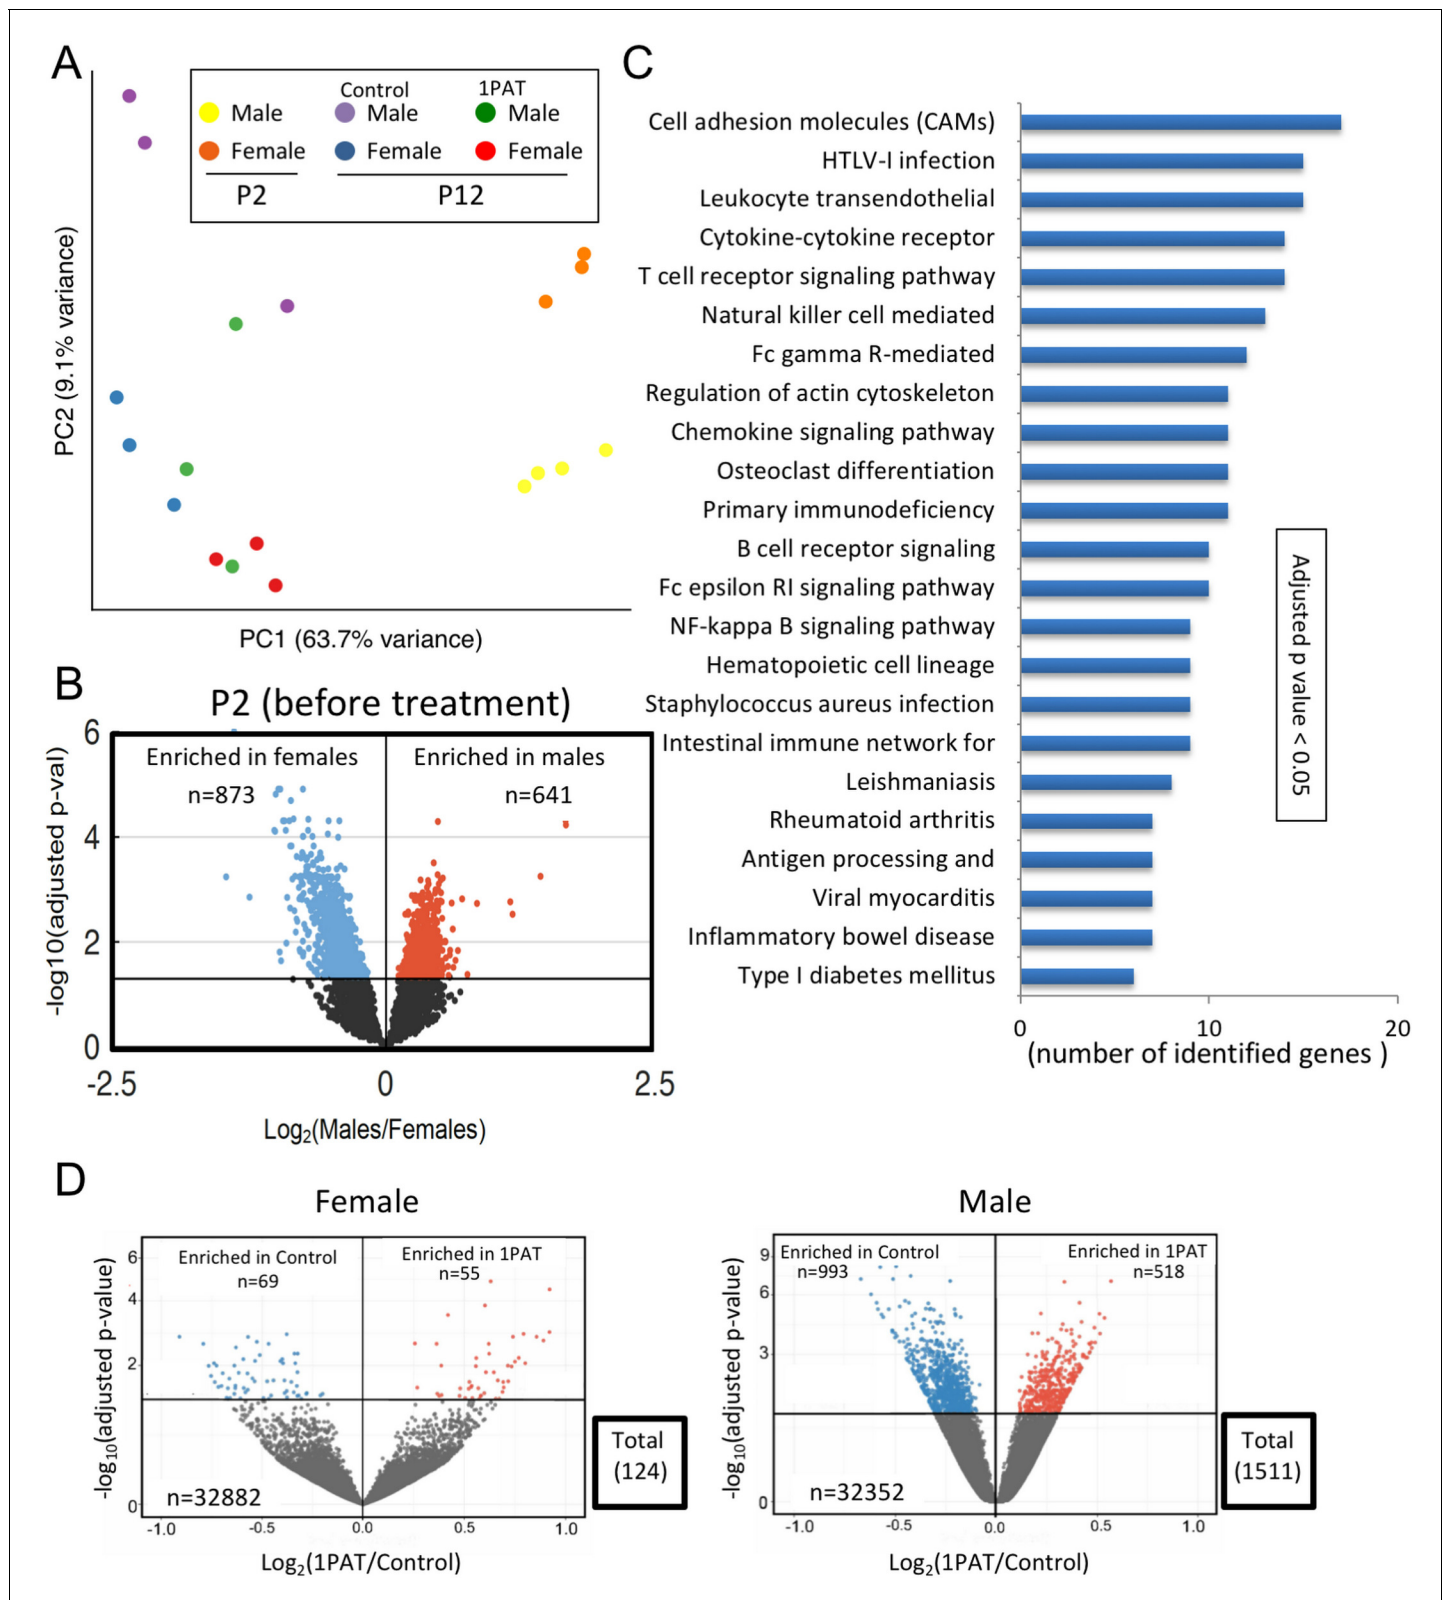 A
Control 1PAT
Male Male Male
Female Female Female
P2 P12
PC2 (9.1% variance)
PC1 (63.7% variance)
B
P2 (before treatment)
Enriched in females Enriched in males
n=873 n=641
6
4
2
0
-log10(adjusted p-val)
-2.5 0 2.5
Log2(Males/Females)
C
Cell adhesion molecules (CAMs)
HTLV-I infection
Leukocyte transendothelial
Cytokine-cytokine receptor
T cell receptor signaling pathway
Natural killer cell mediated
Fc gamma R-mediated
Regulation of actin cytoskeleton
Chemokine signaling pathway
Osteoclast differentiation
Primary immunodeficiency
B cell receptor signaling
Fc epsilon RI signaling pathway
NF-kappa B signaling pathway
Hematopoietic cell lineage
Staphylococcus aureus infection
Intestinal immune network for
Leishmaniasis
Rheumatoid arthritis
Antigen processing and
Viral myocarditis
Inflammatory bowel disease
Type I diabetes mellitus
Adjusted p value < 0.05
0 10 20
(number of identified genes )
D
Female
Enriched in Control Enriched in 1PAT
n=69 n=55
6
4
2
0
-log10(adjusted p-value)
n=32882
-1.0 -0.5 0.0 0.5 1.0
Log2(1PAT/Control)
Total
(124)
Male
Enriched in Control Enriched in 1PAT
n=993 n=518
9
6
3
0
-log10(adjusted p-value)
n=32352
-1.0 -0.5 0.0 0.5 1.0
Log2(1PAT/Control)
Total
(1511)